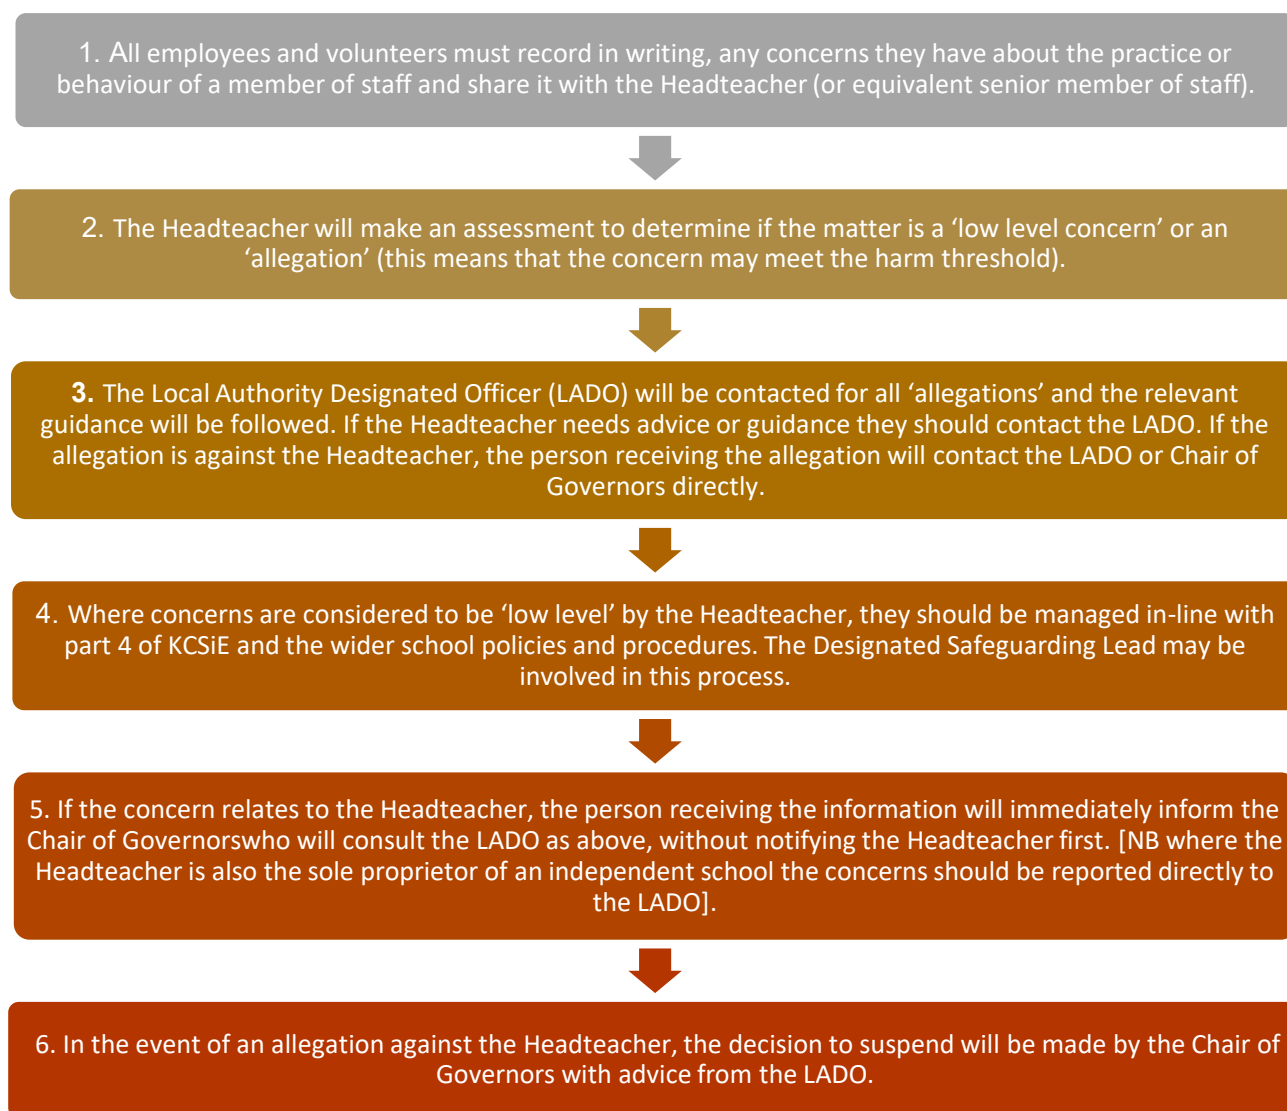 1. All employees and volunteers must record in writing, any concerns they have about the practice or
behaviour of a member of staff and share it with the Headteacher (or equivalent senior member of staff).
2. The Headteacher will make an assessment to determine if the matter is a ‘low level concern’ or an
‘allegation’ (this means that the concern may meet the harm threshold).
3. The Local Authority Designated Officer (LADO) will be contacted for all ‘allegations’ and the relevant
guidance will be followed. If the Headteacher needs advice or guidance they should contact the LADO. If the
allegation is against the Headteacher, the person receiving the allegation will contact the LADO or Chair of
Governors directly.
4. Where concerns are considered to be ‘low level’ by the Headteacher, they should be managed in-line with
part 4 of KCSiE and the wider school policies and procedures. The Designated Safeguarding Lead may be
involved in this process.
5. If the concern relates to the Headteacher, the person receiving the information will immediately inform the
Chair of Governorswho will consult the LADO as above, without notifying the Headteacher first. [NB where the
Headteacher is also the sole proprietor of an independent school the concerns should be reported directly to
the LADO].
6. In the event of an allegation against the Headteacher, the decision to suspend will be made by the Chair of
Governors with advice from the LADO.